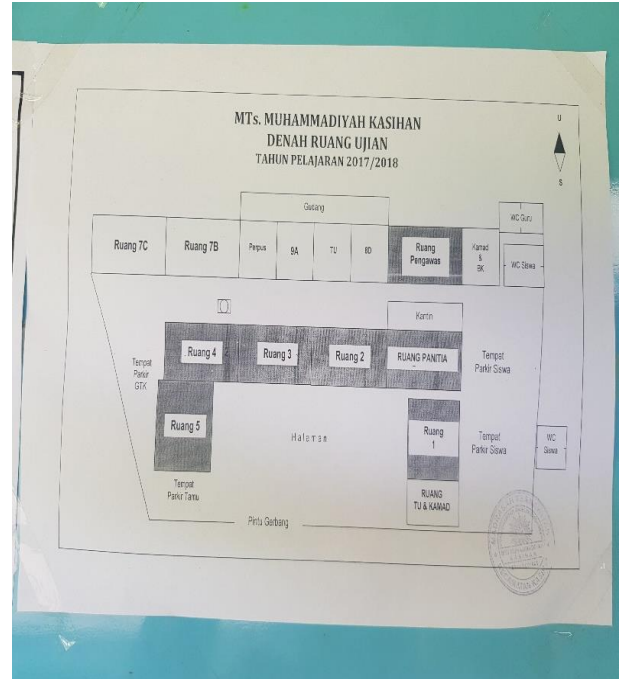 MTs. MUHAMMADIYAH KASIHAN
DENAH RUANG UJIAN
TAHUN PELAJARAN 2017/2018
U
S
Gudang
WC Guru
Ruang 7C
Ruang 7B
Perpus
9A
TU
8D
Ruang
Pengawas
Kamad
&
BK
WC Siswa
Kantin
Ruang 4
Ruang 3
Ruang 2
RUANG PANITIA
Tempat
Parkir Siswa
Tempat
Parkir
GTK
Ruang 5
Halaman
Ruang
1
Tempat
Parkir Siswa
WC
Siswa
Tempat
Parkir Tamu
RUANG
TU & KAMAD
Pintu Gerbang